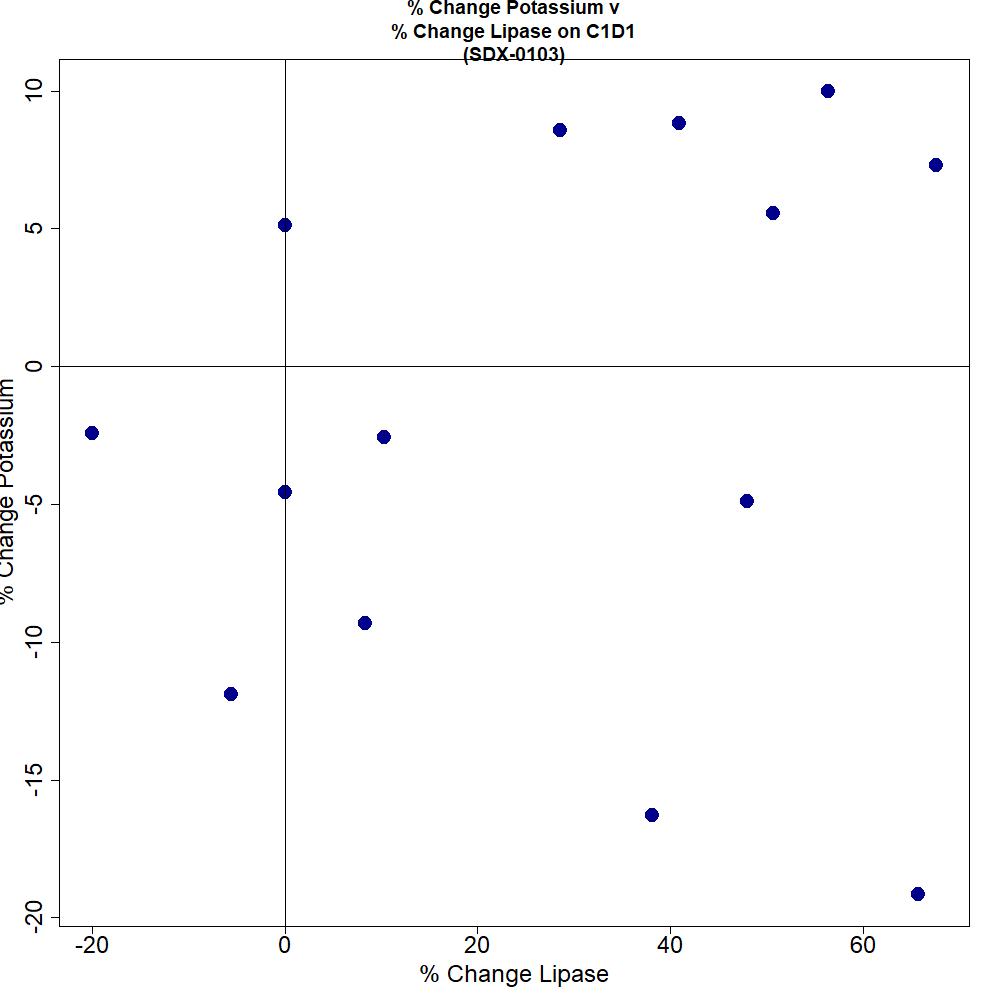 % Change Potassium v
% Change Lipase on C1D1
(SDX-0103)
10
5
0
-5
-10
-15
-20
% Change Potassium
-20 0 20 40 60
% Change Lipase